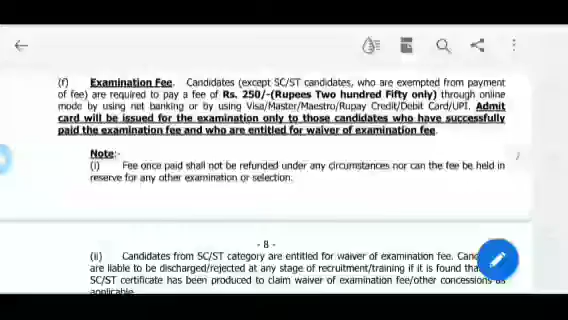 (f) Examination Fee. Candidates (except SC/ST candidates, who are exempted from payment
of fee) are required to pay a fee of Rs. 250/-(Rupees Two hundred Fifty only) through online
mode by using net banking or by using Visa/Master/Maestro/Rupay Credit/Debit Card/UPI. Admit
card will be issued for the examination only to those candidates who have successfully
paid the examination fee and who are entitled for waiver of examination fee.
Note:-
(i) Fee once paid shall not be refunded under any circumstances nor can the fee be held in
reserve for any other examination or selection.
- 8 -
(ii) Candidates from SC/ST category are entitled for waiver of examination fee.
are liable to be discharged/rejected at any stage of recruitment/training if it is found
SC/ST certificate has been produced to claim waiver of examination fee/other concessions as
applicable